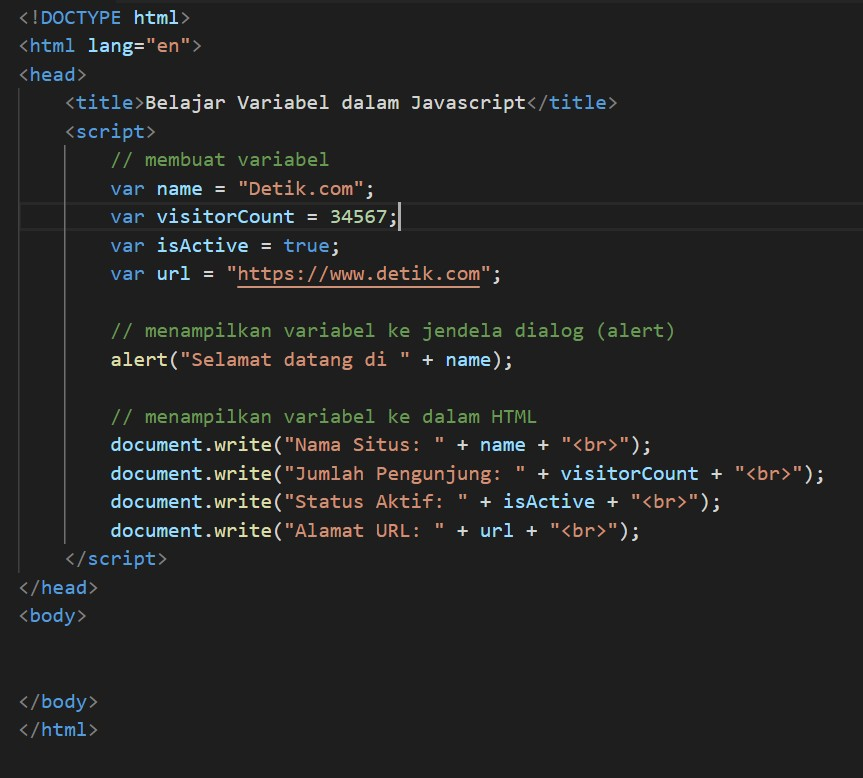 <!DOCTYPE html>
<html lang="en">
<head>
    <title>Belajar Variabel dalam Javascript</title>
    <script>
        // membuat variabel
        var name = "Detik.com";
        var visitorCount = 34567;
        var isActive = true;
        var url = "https://www.detik.com";

        // menampilkan variabel ke jendela dialog (alert)
        alert("Selamat datang di " + name);

        // menampilkan variabel ke dalam HTML
        document.write("Nama Situs: " + name + "<br>");
        document.write("Jumlah Pengunjung: " + visitorCount + "<br>");
        document.write("Status Aktif: " + isActive + "<br>");
        document.write("Alamat URL: " + url + "<br>");
    </script>
</head>
<body>


</body>
</html>